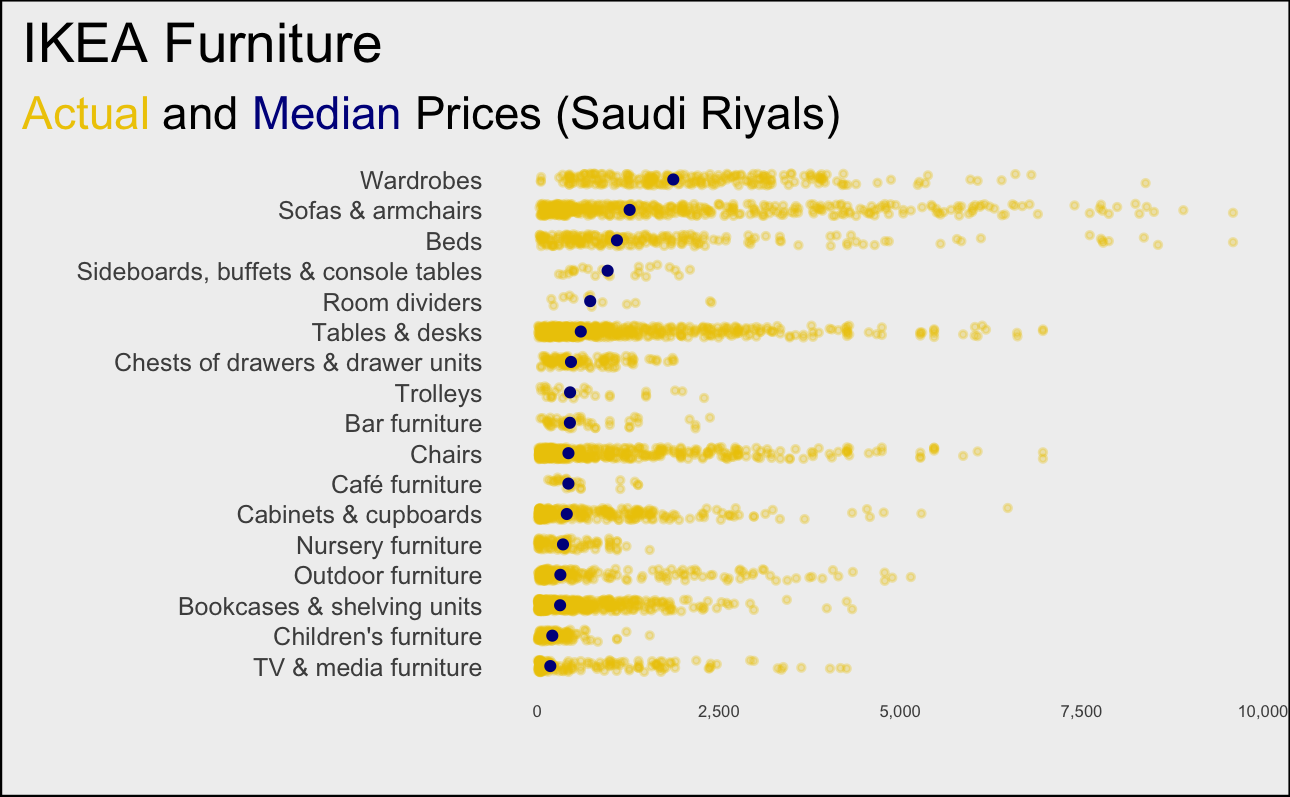 IKEA Furniture
Actual and Median Prices (Saudi Riyals)
Wardrobes
Sofas & armchairs
Beds
Sideboards, buffets & console tables
Room dividers
Tables & desks
Chests of drawers & drawer units
Trolleys
Bar furniture
Chairs
Café furniture
Cabinets & cupboards
Nursery furniture
Outdoor furniture
Bookcases & shelving units
Children's furniture
TV & media furniture
0 2,500 5,000 7,500 10,000